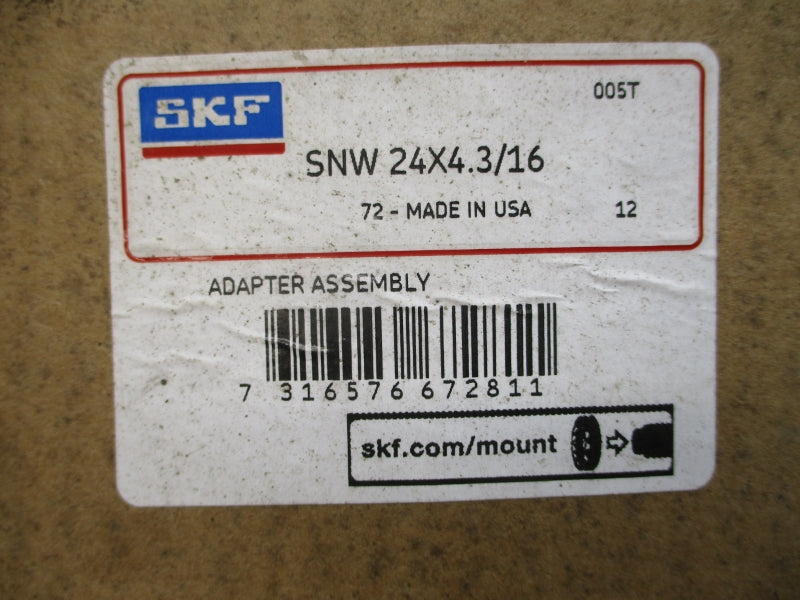 SKF
005T
SNW 24X4.3/16
72 - MADE IN USA
12
ADAPTER ASSEMBLY
7 316576 672811
skf.com/mount